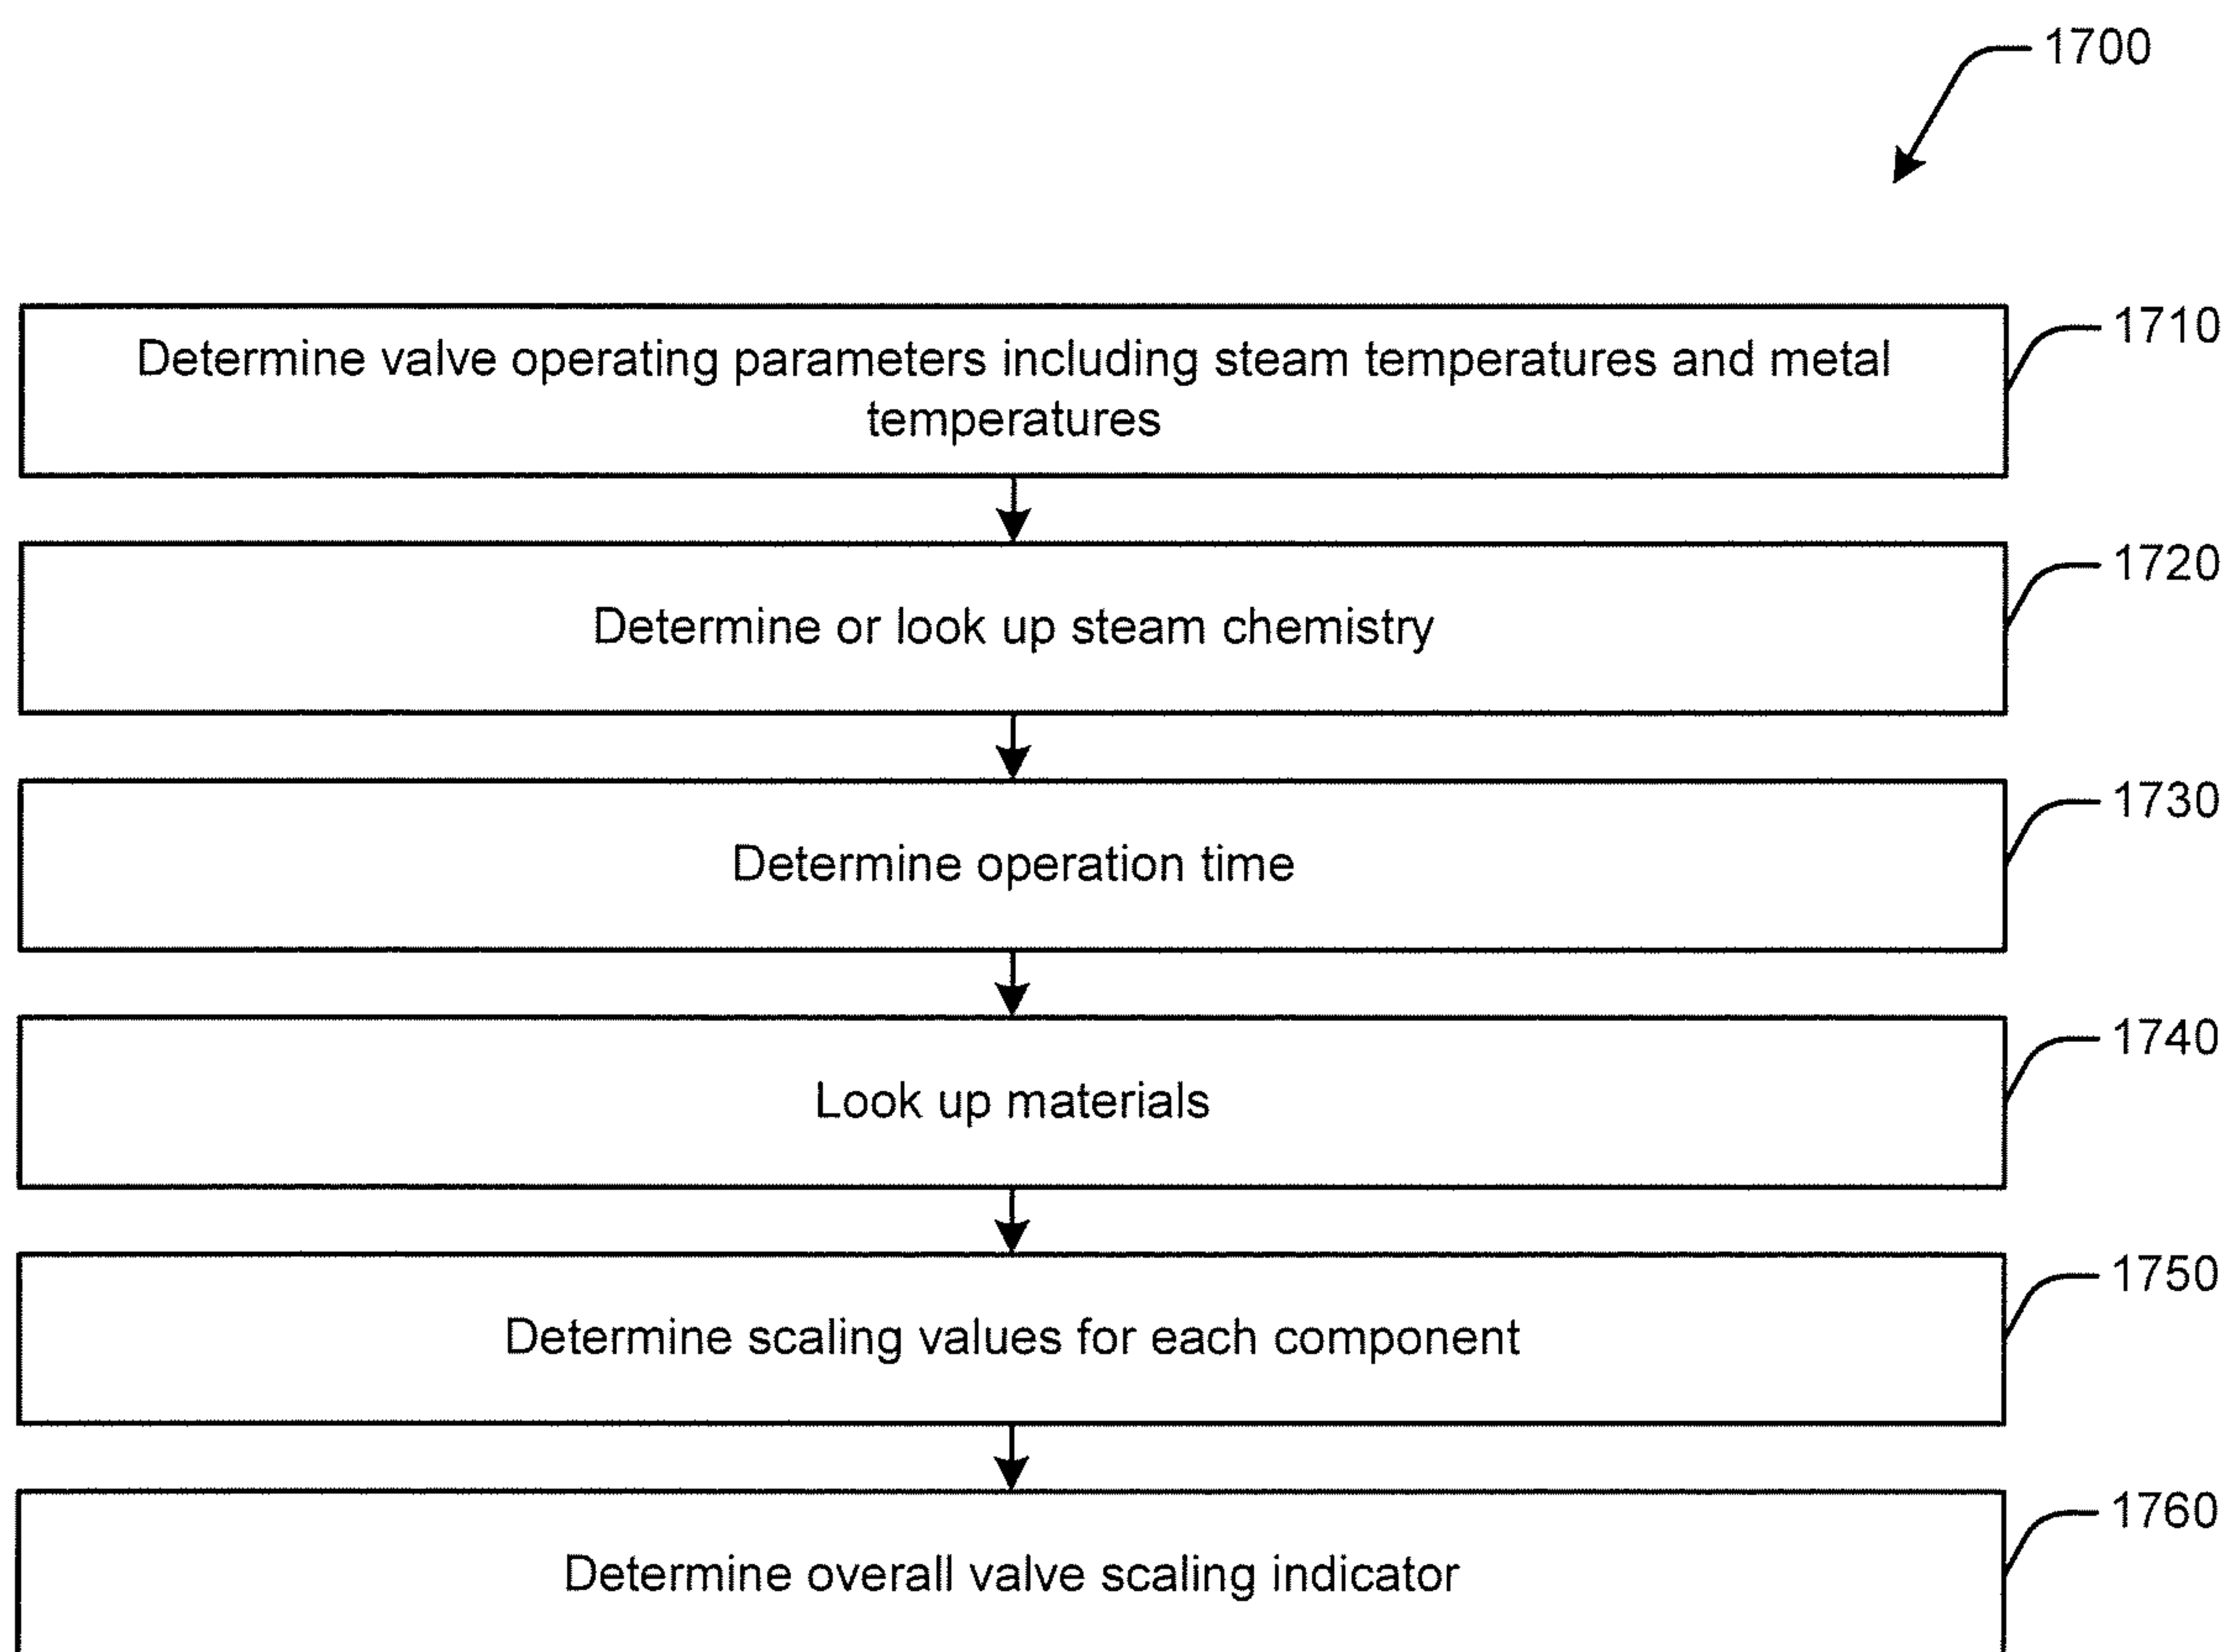 1700
Determine valve operating parameters including steam temperatures and metal
temperatures
1710
Determine or look up steam chemistry
1720
Determine operation time
1730
Look up materials
1740
Determine scaling values for each component
1750
Determine overall valve scaling indicator
1760